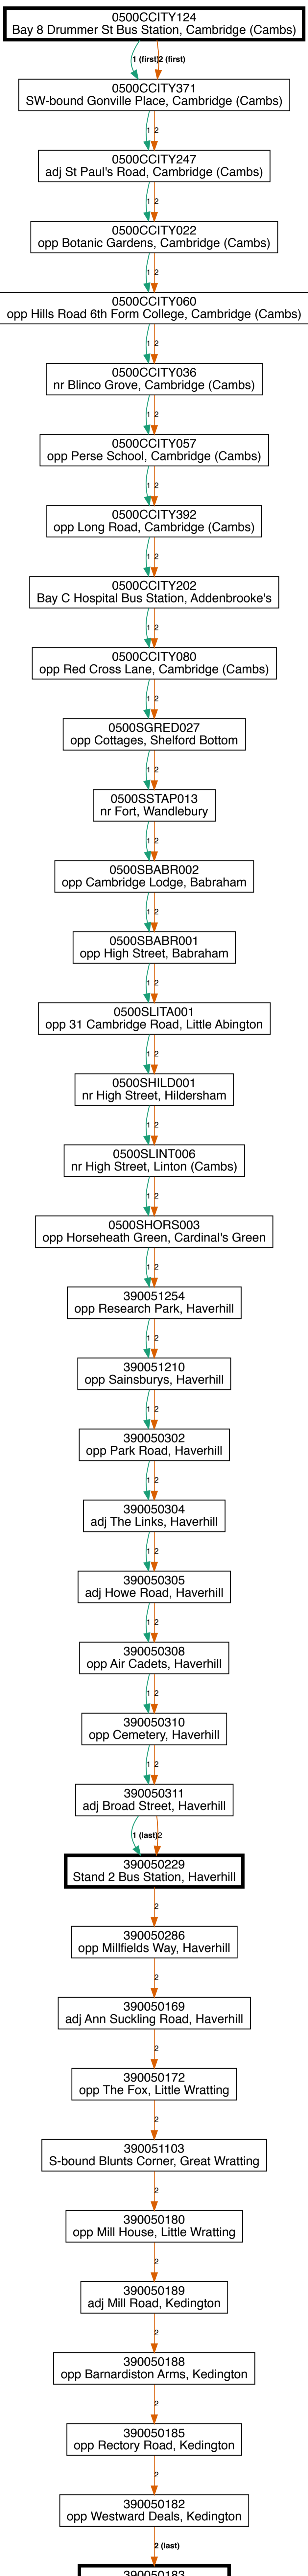 0500CCITY124
Bay 8 Drummer St Bus Station, Cambridge (Cambs)
1 (first) 2 (first)
0500CCITY371
SW-bound Gonville Place, Cambridge (Cambs)
1 2
0500CCITY247
adj St Paul's Road, Cambridge (Cambs)
1 2
0500CCITY022
opp Botanic Gardens, Cambridge (Cambs)
1 2
0500CCITY060
opp Hills Road 6th Form College, Cambridge (Cambs)
1 2
0500CCITY036
nr Blinco Grove, Cambridge (Cambs)
1 2
0500CCITY057
opp Perse School, Cambridge (Cambs)
1 2
0500CCITY392
opp Long Road, Cambridge (Cambs)
1 2
0500CCITY202
Bay C Hospital Bus Station, Addenbrooke's
1 2
0500CCITY080
opp Red Cross Lane, Cambridge (Cambs)
1 2
0500SGRED027
opp Cottages, Shelford Bottom
1 2
0500SSTAP013
nr Fort, Wandlebury
1 2
0500SBABR002
opp Cambridge Lodge, Babraham
1 2
0500SBABR001
opp High Street, Babraham
1 2
0500SLITA001
opp 31 Cambridge Road, Little Abington
1 2
0500SHILD001
nr High Street, Hildersham
1 2
0500SLINT006
nr High Street, Linton (Cambs)
1 2
0500SHORS003
opp Horseheath Green, Cardinal's Green
1 2
390051254
opp Research Park, Haverhill
1 2
390051210
opp Sainsburys, Haverhill
1 2
390050302
opp Park Road, Haverhill
1 2
390050304
adj The Links, Haverhill
1 2
390050305
adj Howe Road, Haverhill
1 2
390050308
opp Air Cadets, Haverhill
1 2
390050310
opp Cemetery, Haverhill
1 2
390050311
adj Broad Street, Haverhill
1 (last) 2
390050229
Stand 2 Bus Station, Haverhill
2
390050286
opp Millfields Way, Haverhill
2
390050169
adj Ann Suckling Road, Haverhill
2
390050172
opp The Fox, Little Wratting
2
390051103
S-bound Blunts Corner, Great Wratting
2
390050180
opp Mill House, Little Wratting
2
390050189
adj Mill Road, Kedington
2
390050188
opp Barnardiston Arms, Kedington
2
390050185
opp Rectory Road, Kedington
2
390050182
opp Westward Deals, Kedington
2 (last)
390050183